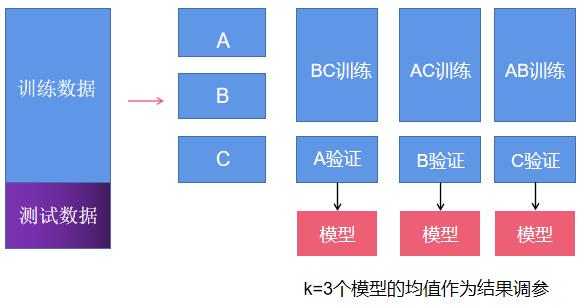 训练数据
测试数据
A
B
C
BC训练
AC训练
AB训练
A验证
B验证
C验证
模型
模型
模型
k=3个模型的均值作为结果调参